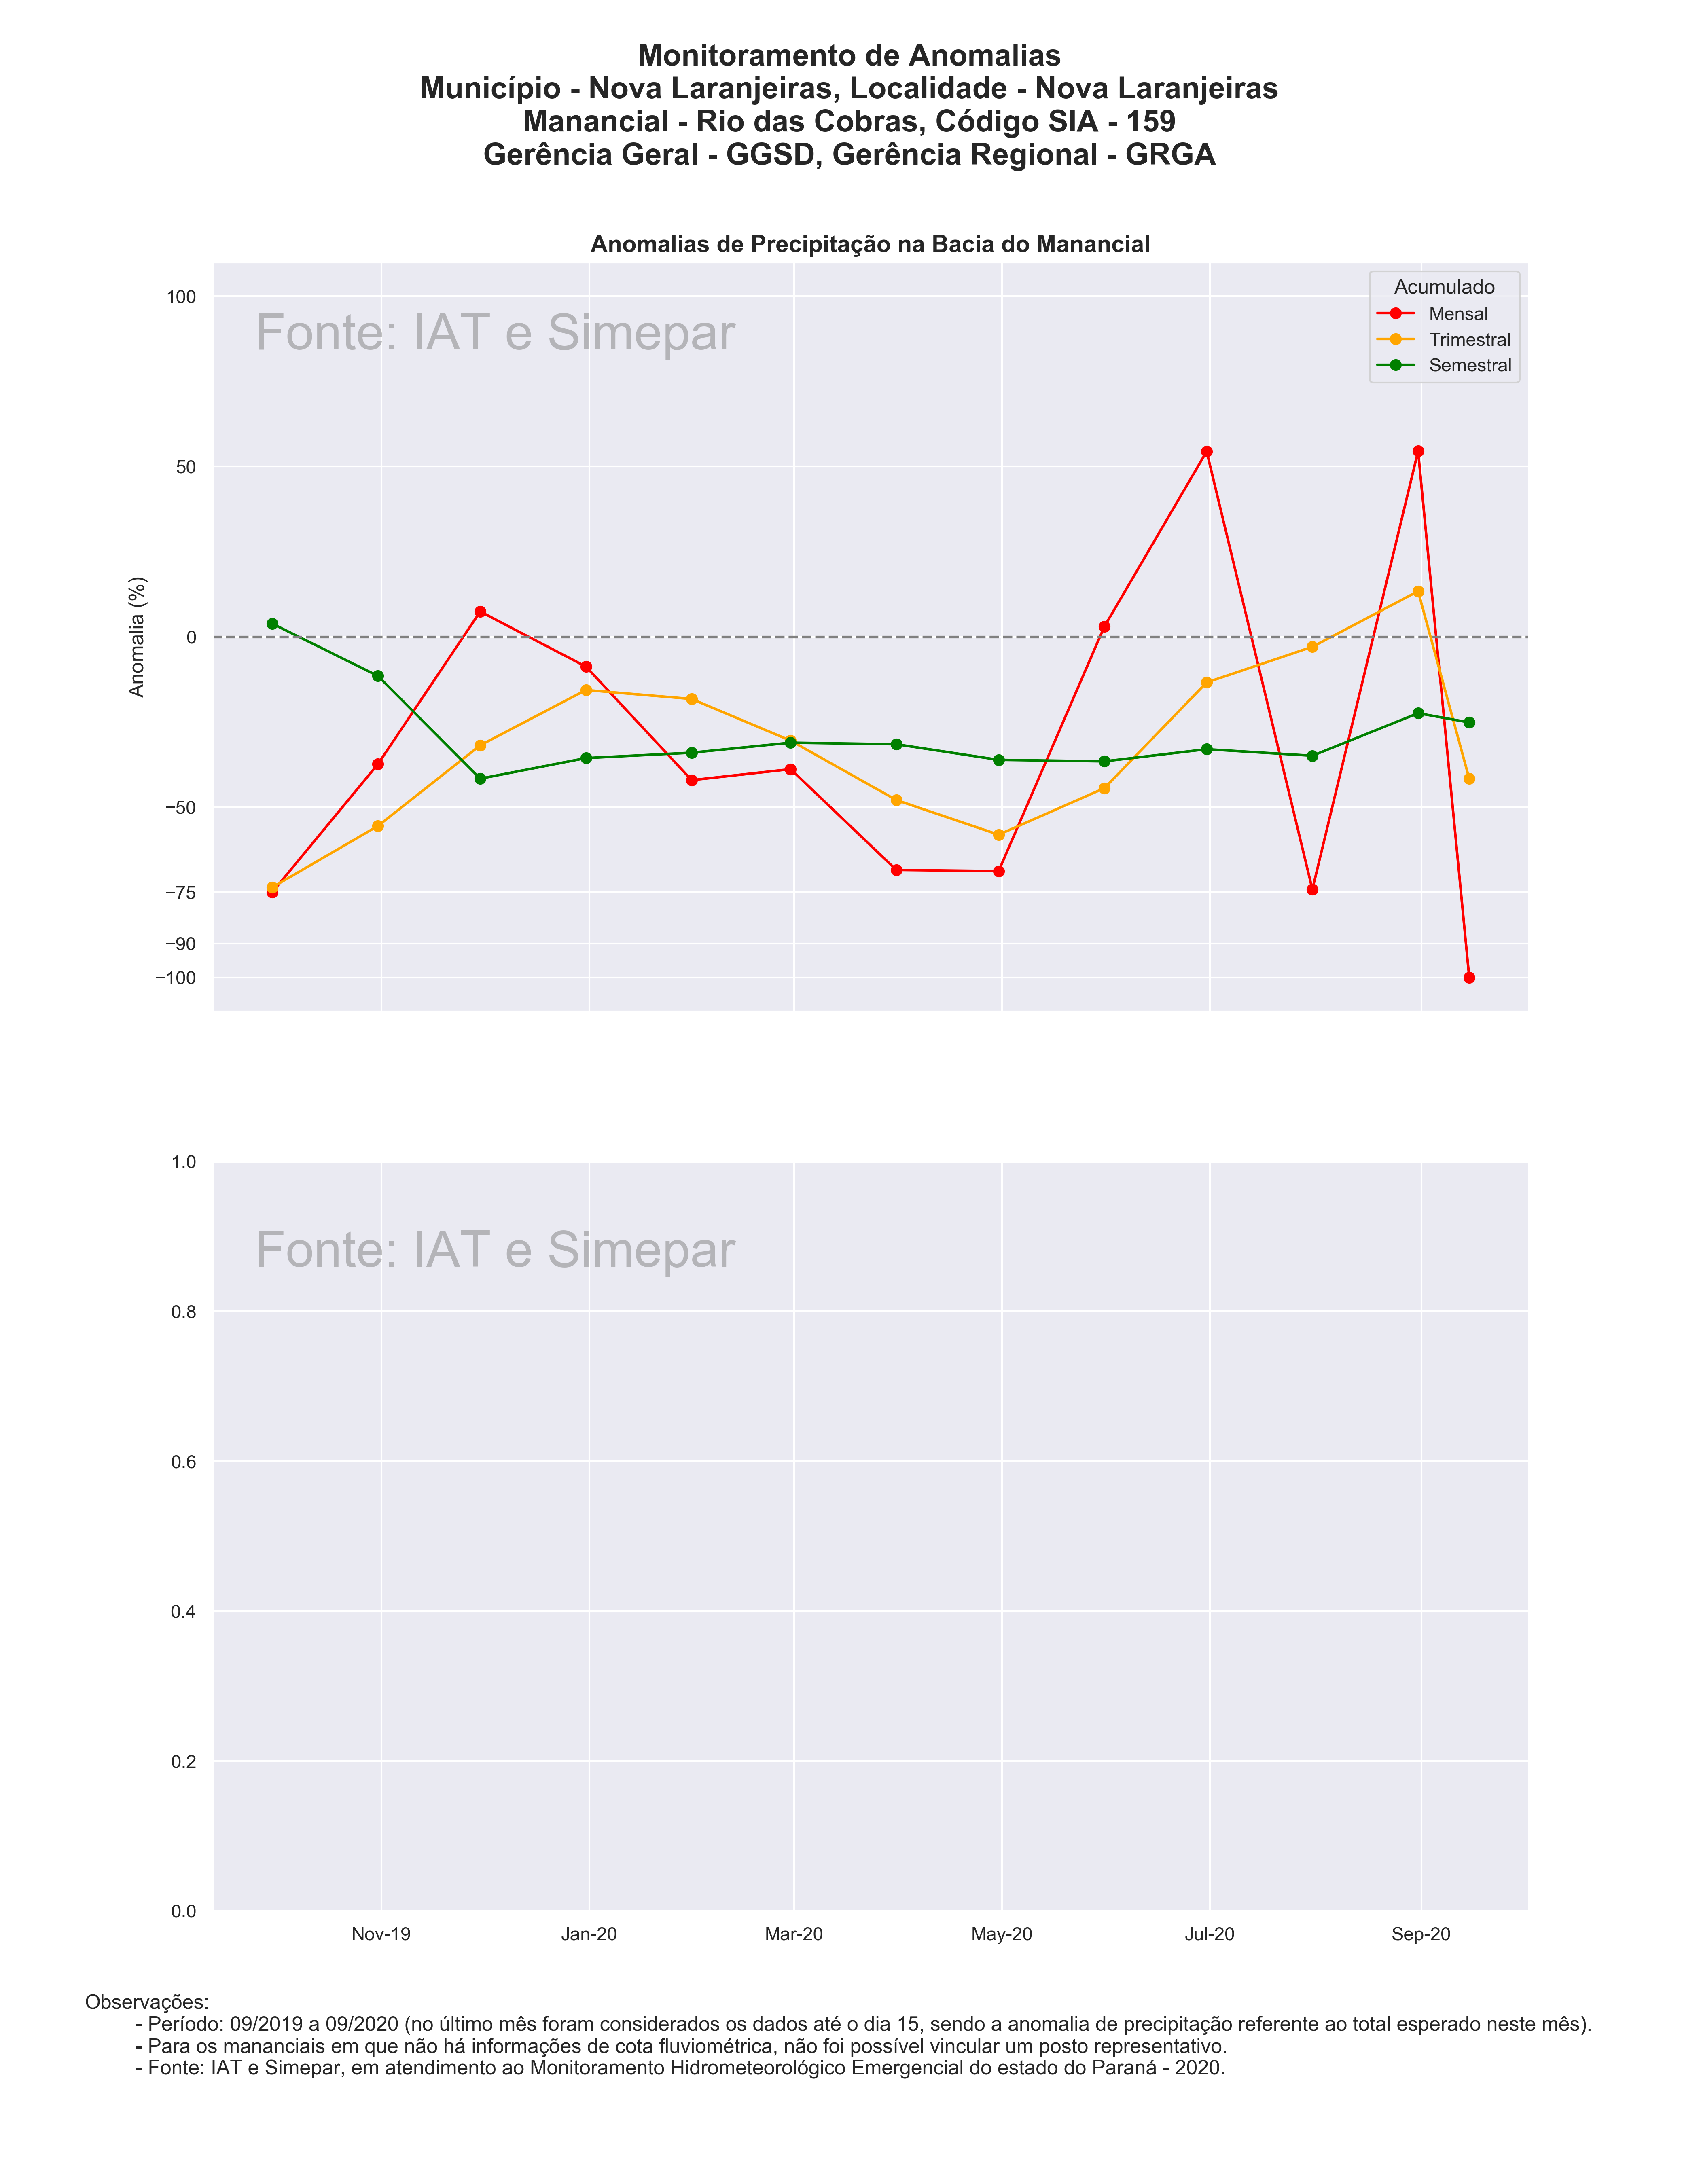 Monitoramento de Anomalias
Município - Nova Laranjeiras, Localidade - Nova Laranjeiras
Manancial - Rio das Cobras, Código SIA - 159
Gerência Geral - GGSD, Gerência Regional - GRGA
Anomalias de Precipitação na Bacia do Manancial
Fonte: IAT e Simepar
Acumulado
Mensal
Trimestral
Semestral
Anomalia (%)
100
50
0
−50
−75
−90
−100
Fonte: IAT e Simepar
1.0
0.8
0.6
0.4
0.2
0.0
Nov-19 Jan-20 Mar-20 May-20 Jul-20 Sep-20
Observações:
- Período: 09/2019 a 09/2020 (no último mês foram considerados os dados até o dia 15, sendo a anomalia de precipitação referente ao total esperado neste mês).
- Para os mananciais em que não há informações de cota fluviométrica, não foi possível vincular um posto representativo.
- Fonte: IAT e Simepar, em atendimento ao Monitoramento Hidrometeorológico Emergencial do estado do Paraná - 2020.